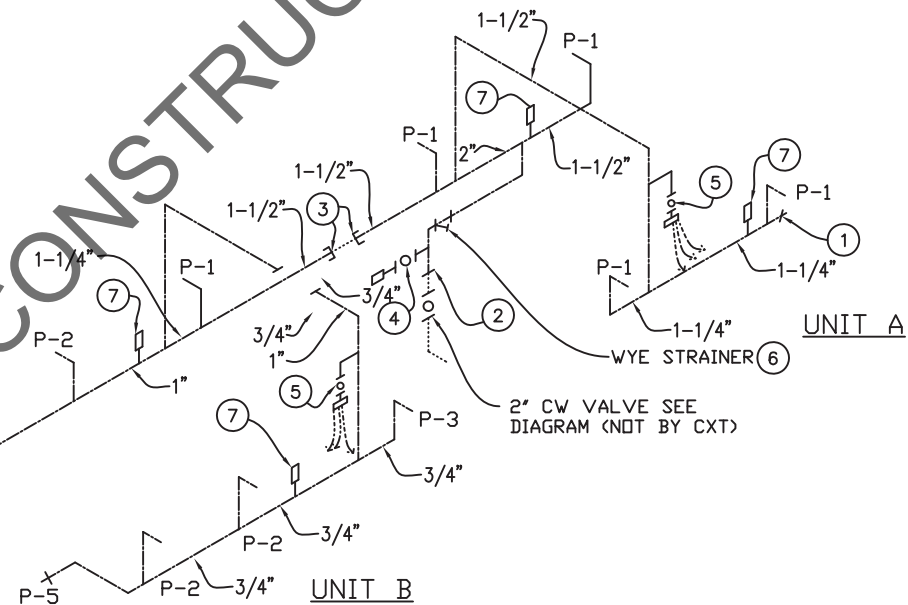 CONSTRUC
1-1/2"
P-1
7
P-1
2"
1-1/2"
1-1/2"
5
7
P-1
1
1-1/4"
P-1
1-1/4"
UNIT A
1-1/2"
3
1-1/4"
P-1
7
3/4"
4
2
3/4"
1"
WYE STRAINER 6
P-2
1"
5
2" CW VALVE SEE
DIAGRAM (NOT BY CXT)
7
P-3
3/4"
3/4"
P-2
3/4"
P-2
P-5
UNIT B